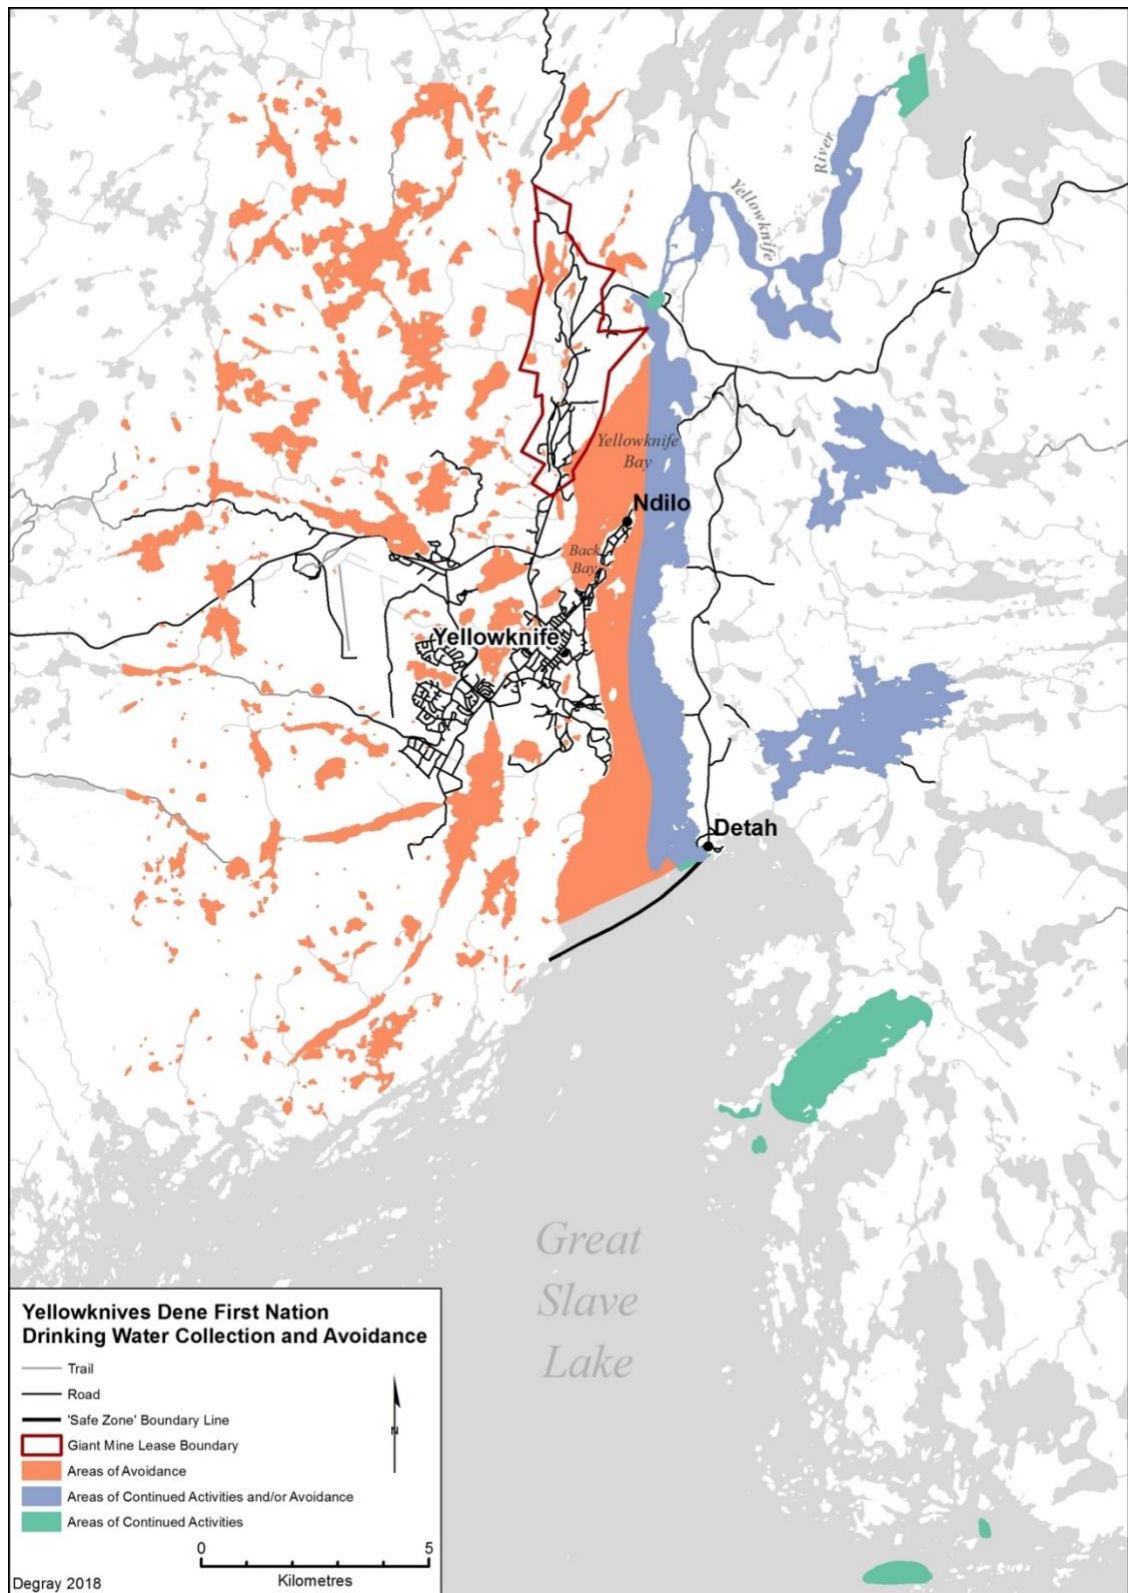 River
Yellowknife
Yellowknife
Bay
Ndilo
Back
Bay
Yellowknife
Detah
Great
Slave
Lake
Yellowknives Dene First Nation
Drinking Water Collection and Avoidance
Trail
Road
'Safe Zone' Boundary Line
Giant Mine Lease Boundary
Areas of Avoidance
Areas of Continued Activities and/or Avoidance
Areas of Continued Activities
N
0 5
Kilometres
Degray 2018